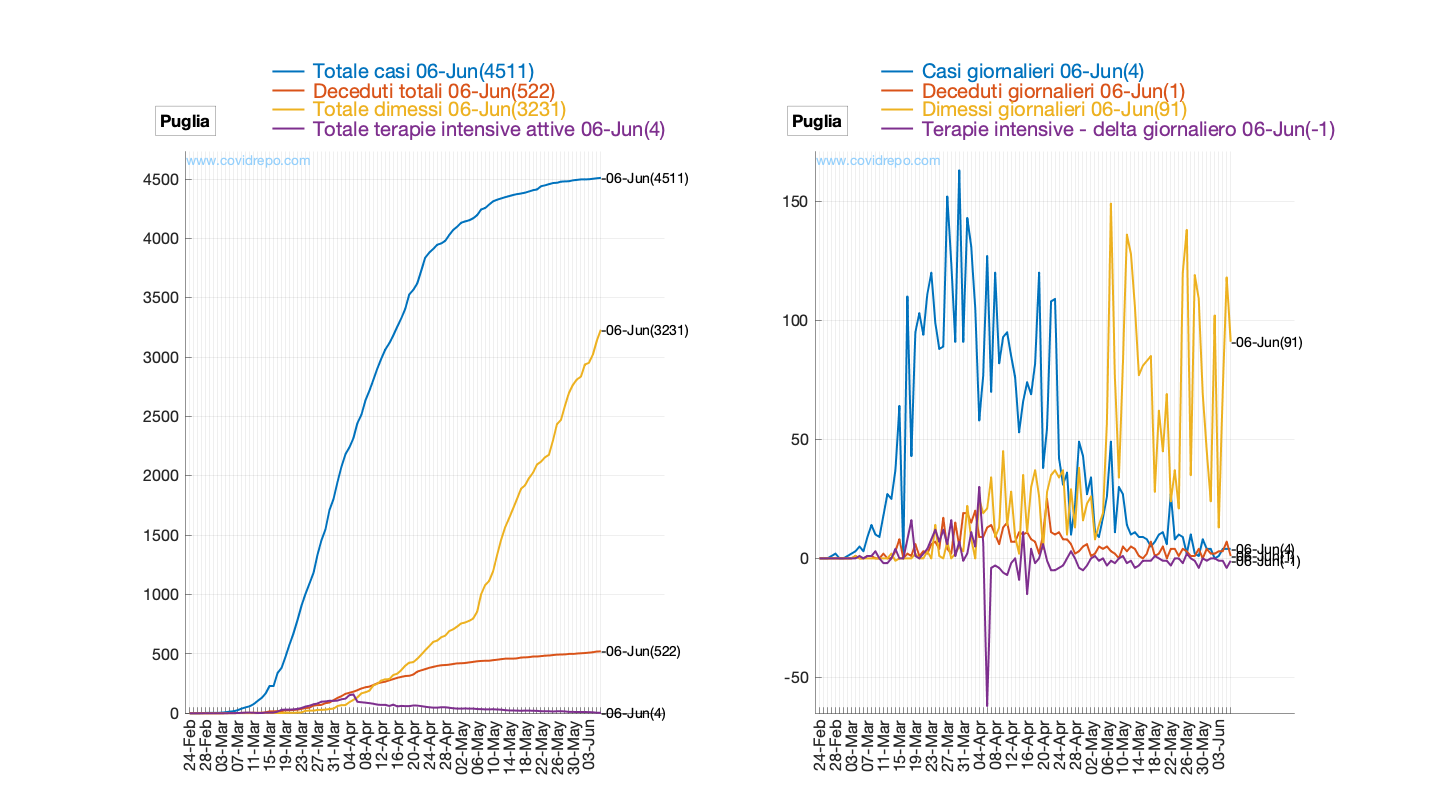 Totale casi 06-Jun(4511)
Deceduti totali 06-Jun(522)
Totale dimessi 06-Jun(3231)
Totale terapie intensive attive 06-Jun(4)
Puglia
www.covidrepo.com
4500
4000
3500
3000
2500
2000
1500
1000
500
0
-06-Jun(4511)
-06-Jun(3231)
-06-Jun(522)
-06-Jun(4)
24-Feb
28-Feb
03-Mar
07-Mar
11-Mar
15-Mar
19-Mar
23-Mar
27-Mar
31-Mar
04-Apr
08-Apr
12-Apr
16-Apr
20-Apr
24-Apr
28-Apr
02-May
06-May
10-May
14-May
18-May
22-May
26-May
30-May
03-Jun
Casi giornalieri 06-Jun(4)
Deceduti giornalieri 06-Jun(1)
Dimessi giornalieri 06-Jun(91)
Terapie intensive - delta giornaliero 06-Jun(-1)
Puglia
www.covidrepo.com
150
100
50
0
-50
-06-Jun(91)
-06-Jun(4)
-06-Jun(1)
-06-Jun(-1)
24-Feb
28-Feb
03-Mar
07-Mar
11-Mar
15-Mar
19-Mar
23-Mar
27-Mar
31-Mar
04-Apr
08-Apr
12-Apr
16-Apr
20-Apr
24-Apr
28-Apr
02-May
06-May
10-May
14-May
18-May
22-May
26-May
30-May
03-Jun